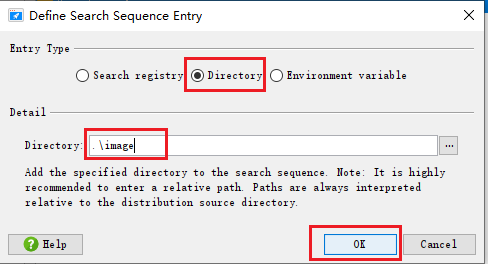 Define Search Sequence Entry
Entry Type
Search registry Directory Environment variable
Detail
Directory: .\image ...
Add the specified directory to the search sequence. Note: It is highly
recommended to enter a relative path. Paths are always interpreted
relative to the distribution source directory.
? Help OK Cancel